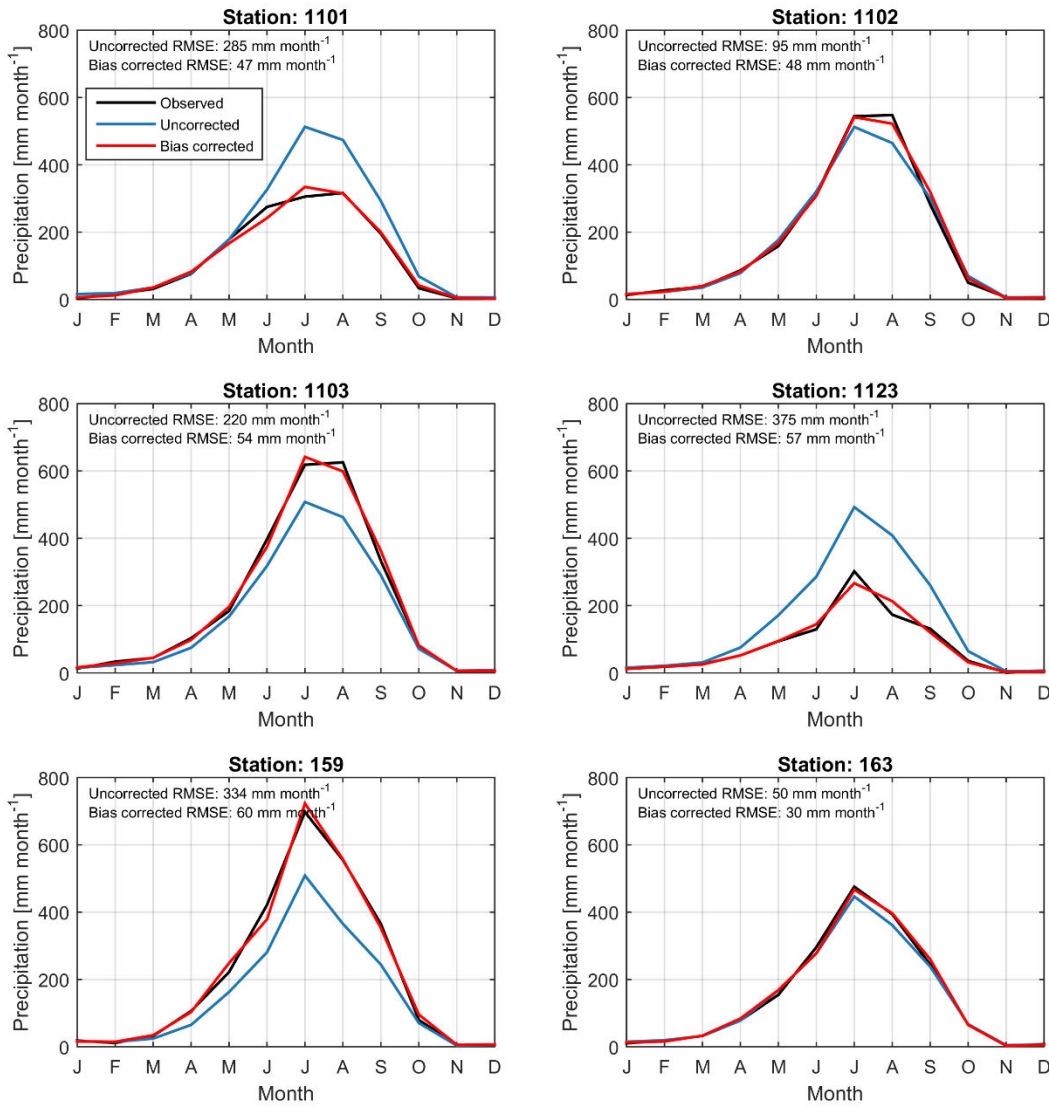 Station: 1101
Uncorrected RMSE: 285 mm month⁻¹
Bias corrected RMSE: 47 mm month⁻¹
Observed
Uncorrected
Bias corrected
Precipitation [mm month⁻¹]
800
600
400
200
0
J F M A M J J A S O N D
Month
Station: 1102
Uncorrected RMSE: 95 mm month⁻¹
Bias corrected RMSE: 48 mm month⁻¹
Precipitation [mm month⁻¹]
800
600
400
200
0
J F M A M J J A S O N D
Month
Station: 1103
Uncorrected RMSE: 220 mm month⁻¹
Bias corrected RMSE: 54 mm month⁻¹
Precipitation [mm month⁻¹]
800
600
400
200
0
J F M A M J J A S O N D
Month
Station: 1123
Uncorrected RMSE: 375 mm month⁻¹
Bias corrected RMSE: 57 mm month⁻¹
Precipitation [mm month⁻¹]
800
600
400
200
0
J F M A M J J A S O N D
Month
Station: 159
Uncorrected RMSE: 334 mm month⁻¹
Bias corrected RMSE: 60 mm month⁻¹
Precipitation [mm month⁻¹]
800
600
400
200
0
J F M A M J J A S O N D
Month
Station: 163
Uncorrected RMSE: 50 mm month⁻¹
Bias corrected RMSE: 30 mm month⁻¹
Precipitation [mm month⁻¹]
800
600
400
200
0
J F M A M J J A S O N D
Month